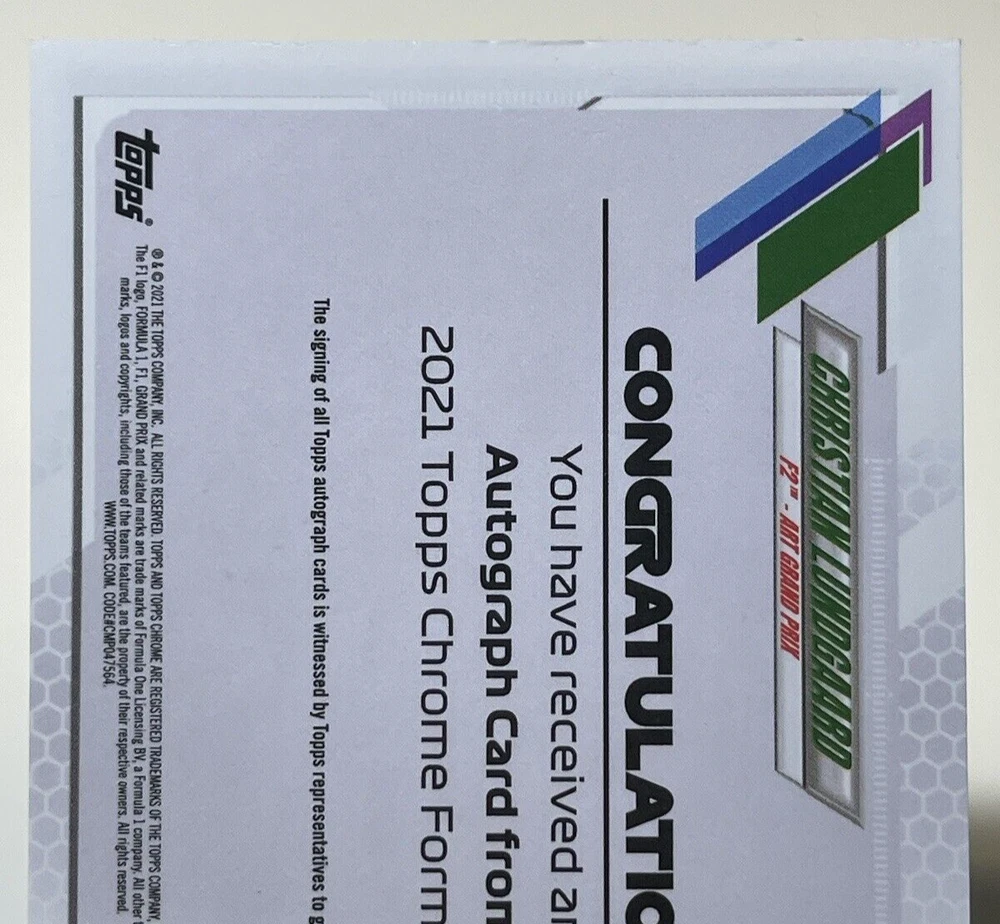 CHRISTIAN LUNDGAARD
F2™ - ART GRAND PRIX
CONGRATULATIO
You have received a
Autograph Card from
2021 Topps Chrome Form
The signing of all Topps autograph cards is witnessed by Topps representatives to g
topps®
® & © 2021 THE TOPPS COMPANY, INC. ALL RIGHTS RESERVED. TOPPS AND TOPPS CHROME ARE REGISTERED TRADEMARKS OF THE TOPPS COMPANY,
The F1 logo, FORMULA 1, F1, GRAND PRIX and related marks are trade marks of Formula One Licensing BV, a Formula 1 company. All other
marks, logos and copyrights, including those of the teams featured, are the property of their respective owners. All rights reserved.
WWW.TOPPS.COM. CODE#CMP047564.